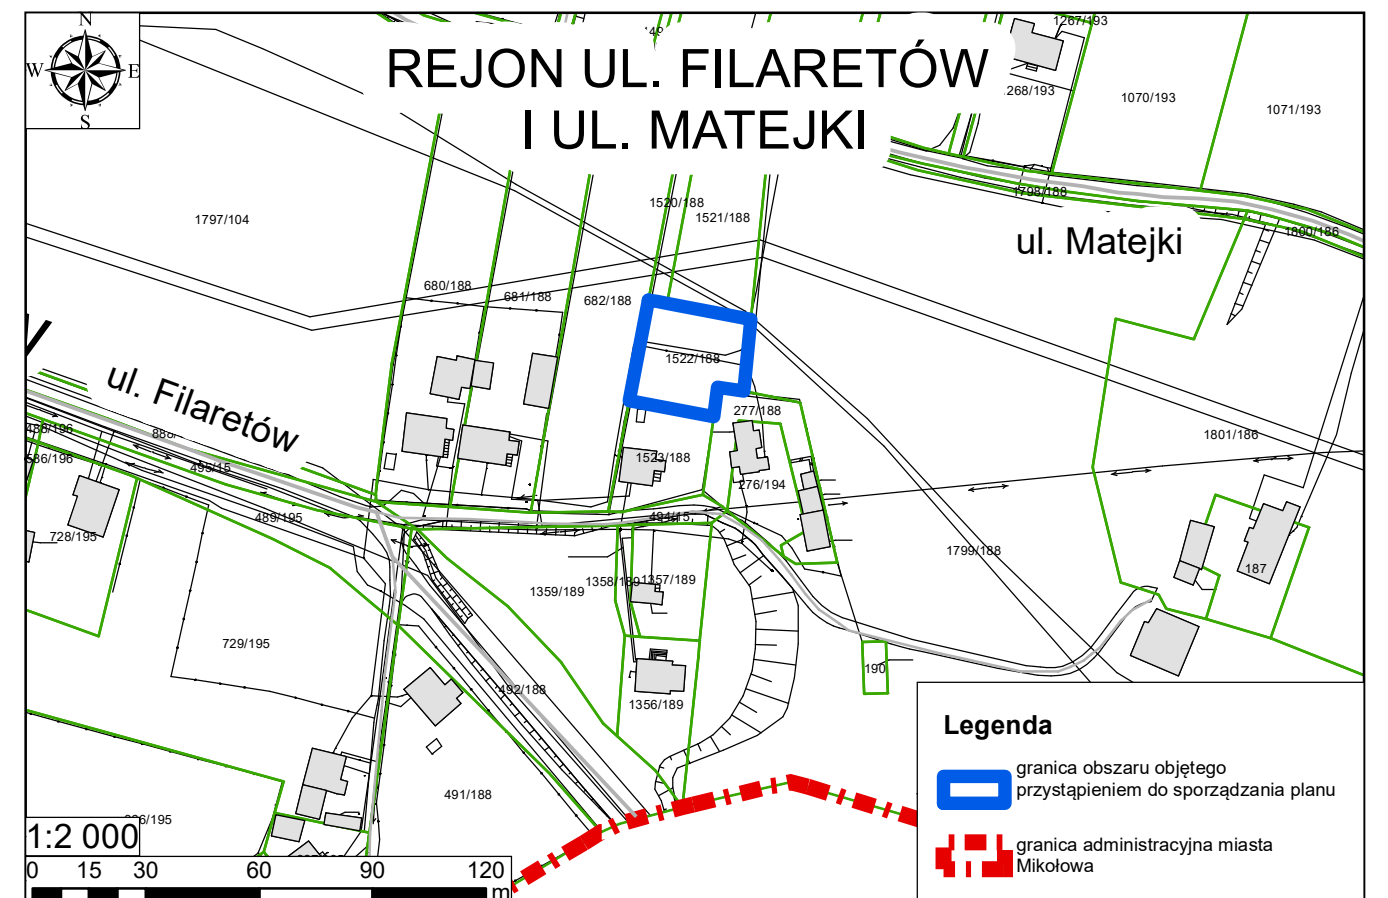 N
W E
S
REJON UL. FILARETÓW
I UL. MATEJKI
1267/193
1070/193
1071/193
1798/188
1800/186
ul. Matejki
1797/104
1520/188
1521/188
680/188
681/188
682/188
1522/188
ul. Filaretów
277/188
1801/186
495/15
1523/188
276/194
489/195
494/15
728/195
1799/188
187
1359/189
1358/189
1357/189
729/195
190
492/188
1356/189
491/188
1:2 000
0 15 30 60 90 120
m
Legenda
granica obszaru objętego
przystąpieniem do sporządzania planu
granica administracyjna miasta
Mikołowa